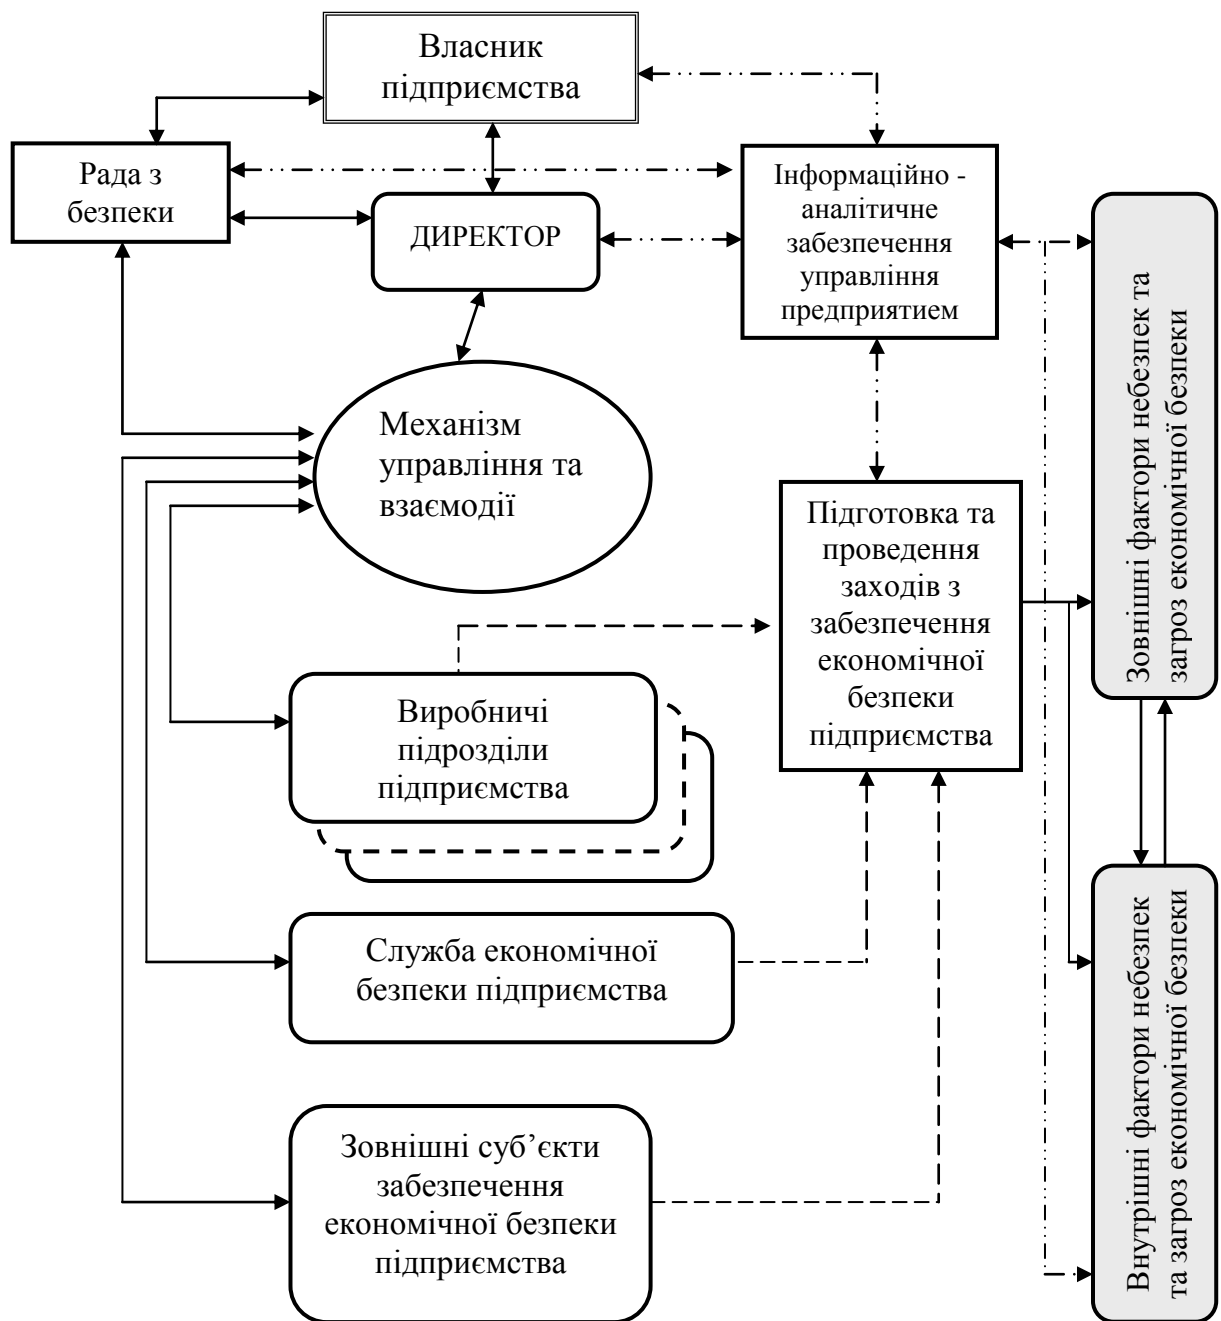 Власник
підприємства
Рада з
безпеки
ДИРЕКТОР
Інформаційно -
аналітичне
забезпечення
управління
предприятием
Механізм
управління та
взаємодії
Підготовка та
проведення
заходів з
забезпечення
економічної
безпеки
підприємства
Виробничі
підрозділи
підприємства
Служба економічної
безпеки підприємства
Зовнішні суб’єкти
забезпечення
економічної безпеки
підприємства
Зовнішні фактори небезпек та
загроз економічної безпеки
Внутрішні фактори небезпек
та загроз економічної безпеки